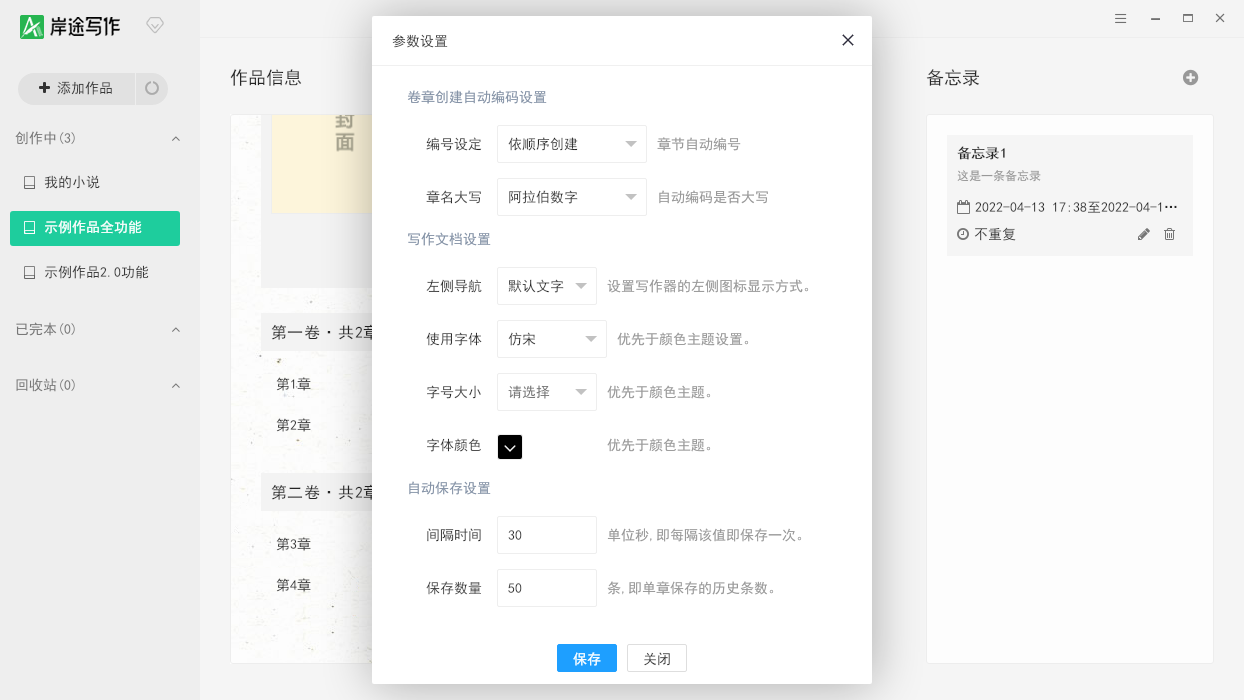 岸途写作
添加作品
创作中(3)
我的小说
示例作品全功能
示例作品2.0功能
已完本(0)
回收站(0)
作品信息
封面
第一卷·共2章
第1章
第2章
第二卷·共2章
第3章
第4章
参数设置
卷章创建自动编码设置
编号设定 依顺序创建 章节自动编号
章名大写 阿拉伯数字 自动编码是否大写
写作文档设置
左侧导航 默认文字 设置写作器的左侧图标显示方式。
使用字体 仿宋 优先于颜色主题设置。
字号大小 请选择 优先于颜色主题。
字体颜色 优先于颜色主题。
自动保存设置
间隔时间 30 单位秒,即每隔该值即保存一次。
保存数量 50 条,即单章保存的历史条数。
保存 关闭
备忘录
备忘录1
这是一条备忘录
2022-04-13 17:38至2022-04-1···
不重复